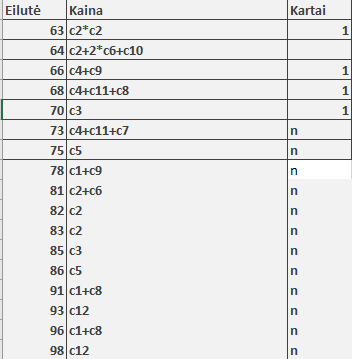 Eilutė Kaina Kartai
63 c2*c2 1
64 c2+2*c6+c10
66 c4+c9 1
68 c4+c11+c8 1
70 c3 1
73 c4+c11+c7 n
75 c5 n
78 c1+c9 n
81 c2+c6 n
82 c2 n
83 c2 n
85 c3 n
86 c5 n
91 c1+c8 n
93 c12 n
96 c1+c8 n
98 c12 n